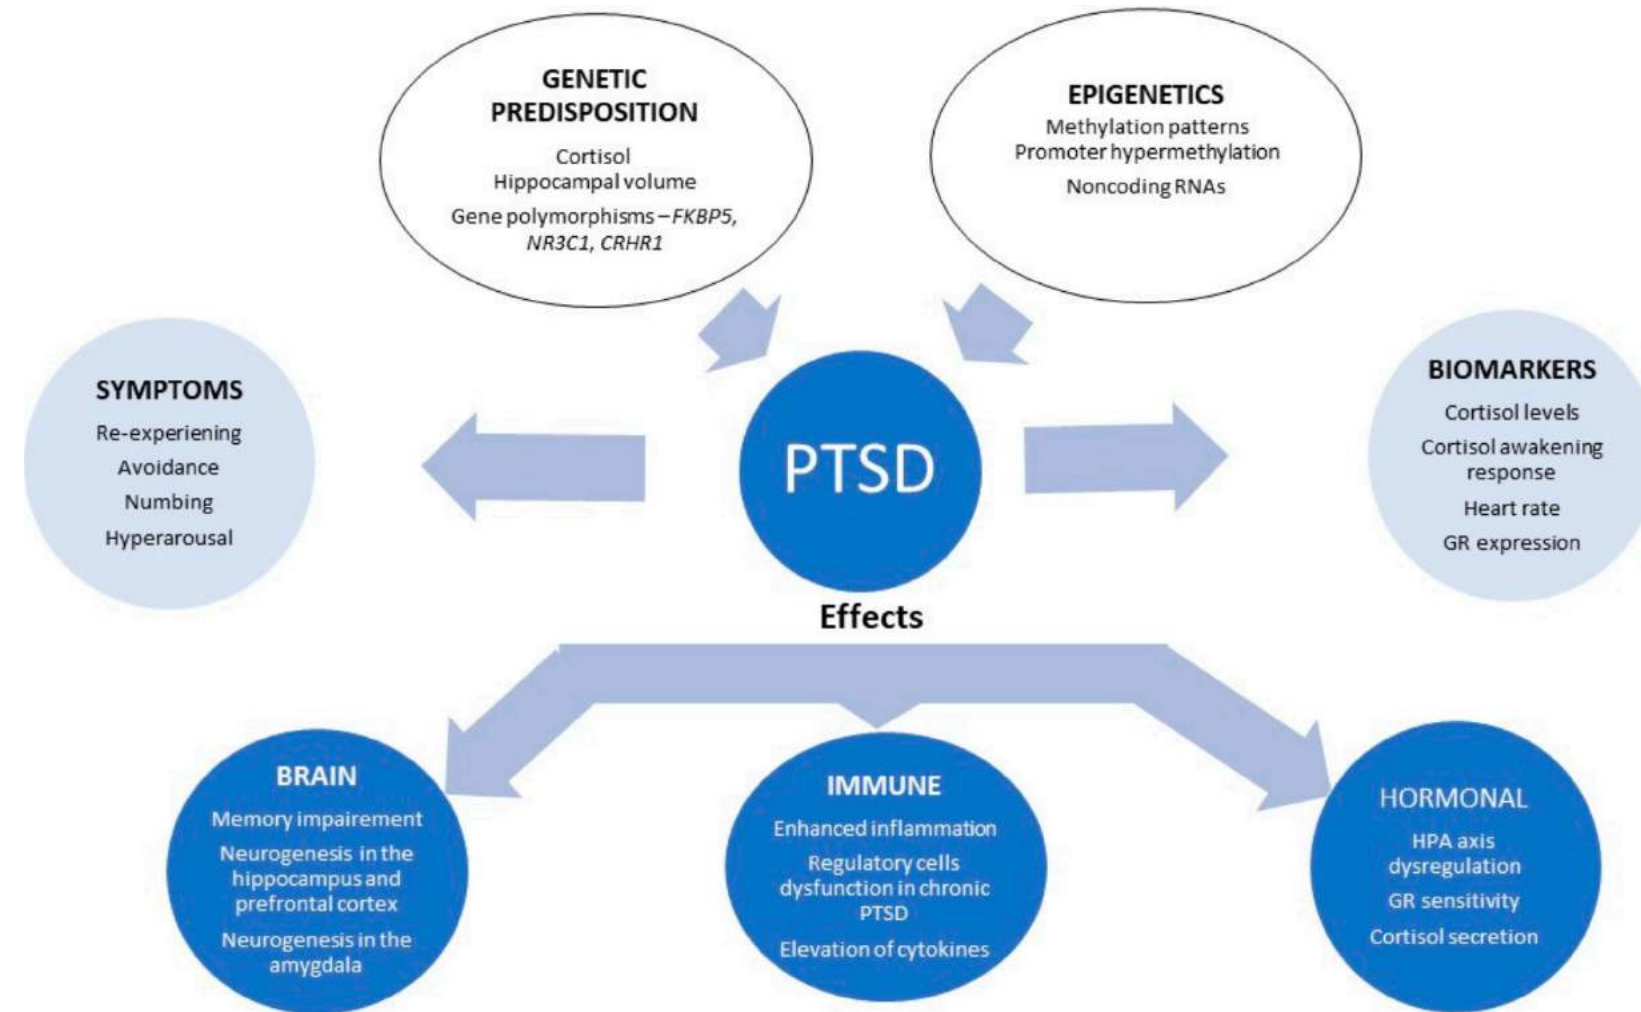 GENETIC
PREDISPOSITION
Cortisol
Hippocampal volume
Gene polymorphisms – FKBP5,
NR3C1, CRHR1
EPIGENETICS
Methylation patterns
Promoter hypermethylation
Noncoding RNAs
SYMPTOMS
Re-experiening
Avoidance
Numbing
Hyperarousal
PTSD
BIOMARKERS
Cortisol levels
Cortisol awakening
response
Heart rate
GR expression
Effects
BRAIN
Memory impairement
Neurogenesis in the
hippocampus and
prefrontal cortex
Neurogenesis in the
amygdala
IMMUNE
Enhanced inflammation
Regulatory cells
dysfunction in chronic
PTSD
Elevation of cytokines
HORMONAL
HPA axis
dysregulation
GR sensitivity
Cortisol secretion